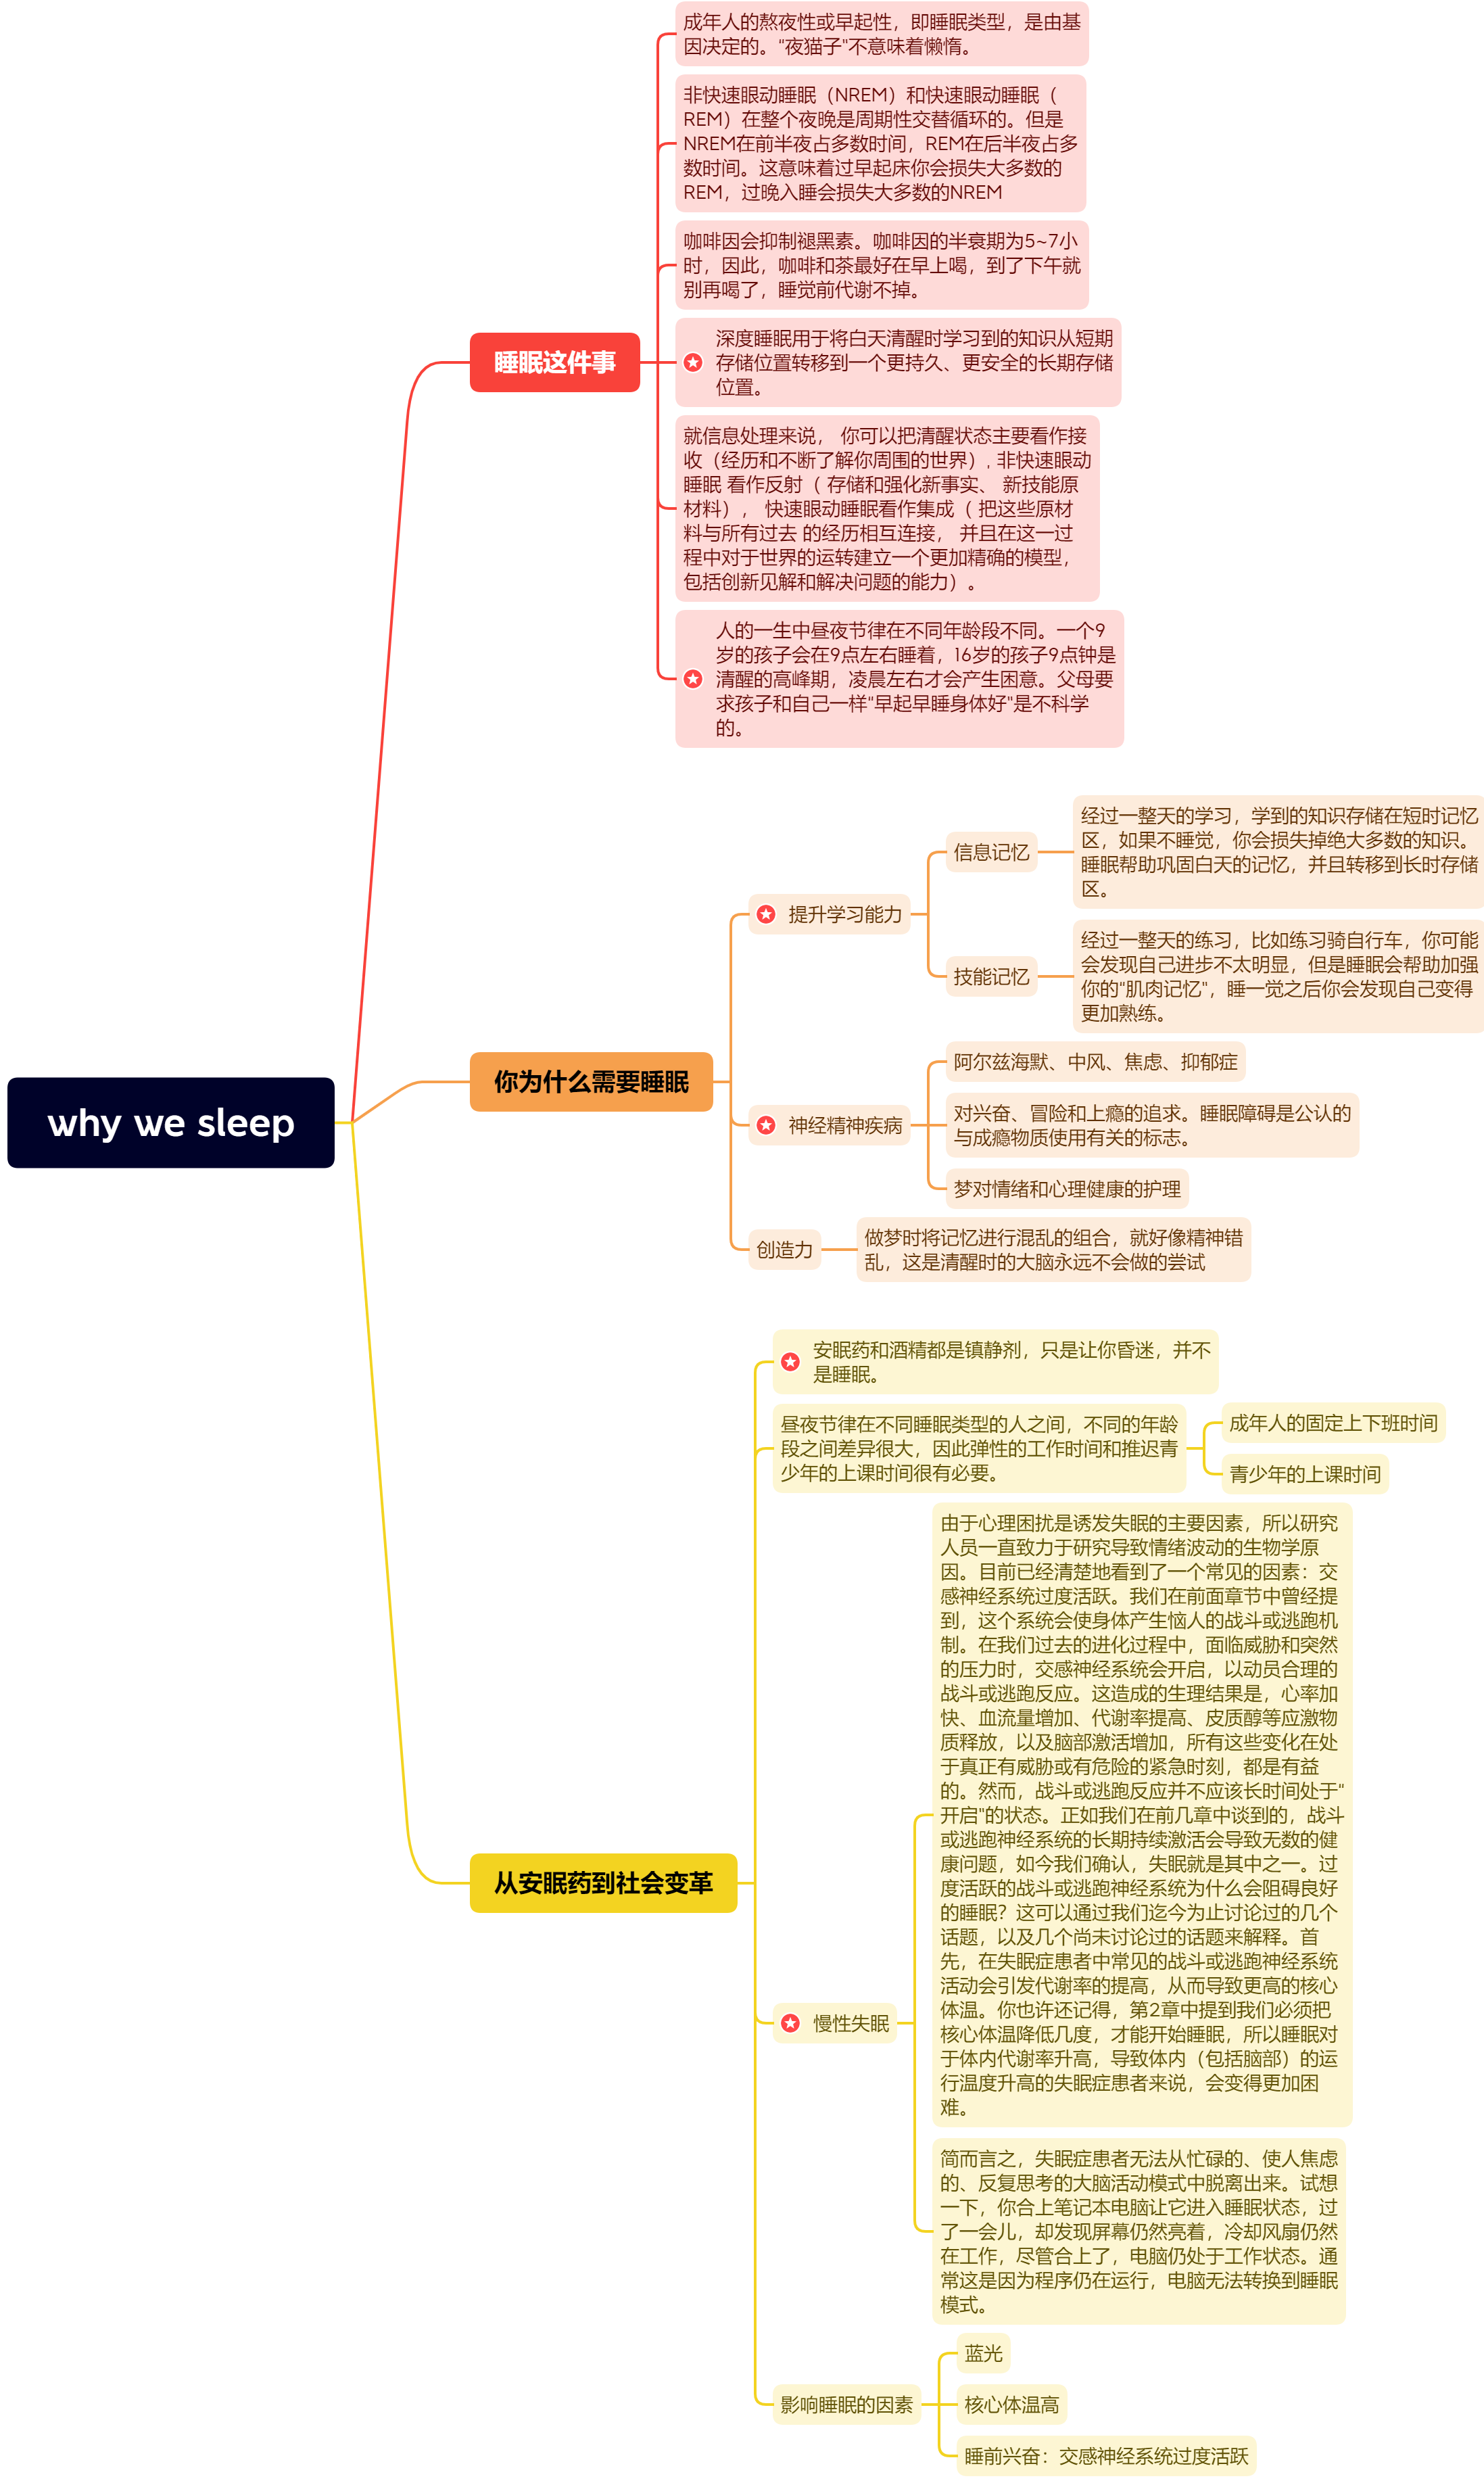 why we sleep
睡眠这件事
成年人的熬夜性或早起性，即睡眠类型，是由基
因决定的。"夜猫子"不意味着懒惰。
非快速眼动睡眠（NREM）和快速眼动睡眠（
REM）在整个夜晚是周期性交替循环的。但是
NREM在前半夜占多数时间，REM在后半夜占多
数时间。这意味着过早起床你会损失大多数的
REM，过晚入睡会损失大多数的NREM
咖啡因会抑制褪黑素。咖啡因的半衰期为5~7小
时，因此，咖啡和茶最好在早上喝，到了下午就
别再喝了，睡觉前代谢不掉。
深度睡眠用于将白天清醒时学习到的知识从短期
存储位置转移到一个更持久、更安全的长期存储
位置。
就信息处理来说， 你可以把清醒状态主要看作接
收（经历和不断了解你周围的世界）, 非快速眼动
睡眠 看作反射（ 存储和强化新事实、 新技能原
材料）， 快速眼动睡眠看作集成（ 把这些原材
料与所有过去 的经历相互连接， 并且在这一过
程中对于世界的运转建立一个更加精确的模型，
包括创新见解和解决问题的能力）。
人的一生中昼夜节律在不同年龄段不同。一个9
岁的孩子会在9点左右睡着，16岁的孩子9点钟是
清醒的高峰期，凌晨左右才会产生困意。父母要
求孩子和自己一样"早起早睡身体好"是不科学
的。
你为什么需要睡眠
提升学习能力
信息记忆
经过一整天的学习，学到的知识存储在短时记忆
区，如果不睡觉，你会损失掉绝大多数的知识。
睡眠帮助巩固白天的记忆，并且转移到长时存储
区。
技能记忆
经过一整天的练习，比如练习骑自行车，你可能
会发现自己进步不太明显，但是睡眠会帮助加强
你的"肌肉记忆"，睡一觉之后你会发现自己变得
更加熟练。
神经精神疾病
阿尔兹海默、中风、焦虑、抑郁症
对兴奋、冒险和上瘾的追求。睡眠障碍是公认的
与成瘾物质使用有关的标志。
梦对情绪和心理健康的护理
创造力
做梦时将记忆进行混乱的组合，就好像精神错
乱，这是清醒时的大脑永远不会做的尝试
从安眠药到社会变革
安眠药和酒精都是镇静剂，只是让你昏迷，并不
是睡眠。
昼夜节律在不同睡眠类型的人之间，不同的年龄
段之间差异很大，因此弹性的工作时间和推迟青
少年的上课时间很有必要。
成年人的固定上下班时间
青少年的上课时间
慢性失眠
由于心理困扰是诱发失眠的主要因素，所以研究
人员一直致力于研究导致情绪波动的生物学原
因。目前已经清楚地看到了一个常见的因素：交
感神经系统过度活跃。我们在前面章节中曾经提
到，这个系统会使身体产生恼人的战斗或逃跑机
制。在我们过去的进化过程中，面临威胁和突然
的压力时，交感神经系统会开启，以动员合理的
战斗或逃跑反应。这造成的生理结果是，心率加
快、血流量增加、代谢率提高、皮质醇等应激物
质释放，以及脑部激活增加，所有这些变化在处
于真正有威胁或有危险的紧急时刻，都是有益
的。然而，战斗或逃跑反应并不应该长时间处于"
开启"的状态。正如我们在前几章中谈到的，战斗
或逃跑神经系统的长期持续激活会导致无数的健
康问题，如今我们确认，失眠就是其中之一。过
度活跃的战斗或逃跑神经系统为什么会阻碍良好
的睡眠？这可以通过我们迄今为止讨论过的几个
话题，以及几个尚未讨论过的话题来解释。首
先，在失眠症患者中常见的战斗或逃跑神经系统
活动会引发代谢率的提高，从而导致更高的核心
体温。你也许还记得，第2章中提到我们必须把
核心体温降低几度，才能开始睡眠，所以睡眠对
于体内代谢率升高，导致体内（包括脑部）的运
行温度升高的失眠症患者来说，会变得更加困
难。
简而言之，失眠症患者无法从忙碌的、使人焦虑
的、反复思考的大脑活动模式中脱离出来。试想
一下，你合上笔记本电脑让它进入睡眠状态，过
了一会儿，却发现屏幕仍然亮着，冷却风扇仍然
在工作，尽管合上了，电脑仍处于工作状态。通
常这是因为程序仍在运行，电脑无法转换到睡眠
模式。
影响睡眠的因素
蓝光
核心体温高
睡前兴奋：交感神经系统过度活跃